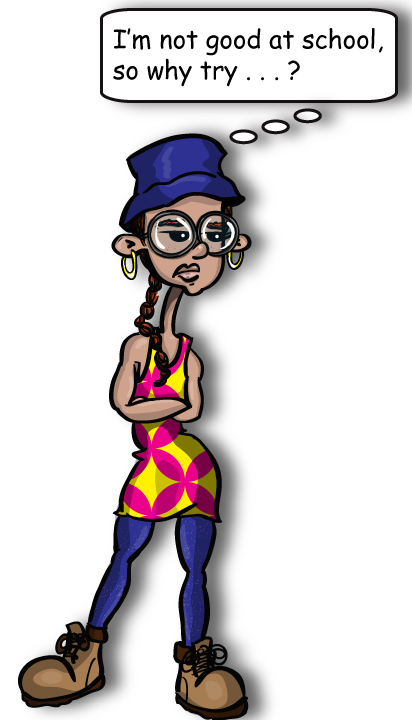 I'm not good at school,
so why try . . . ?